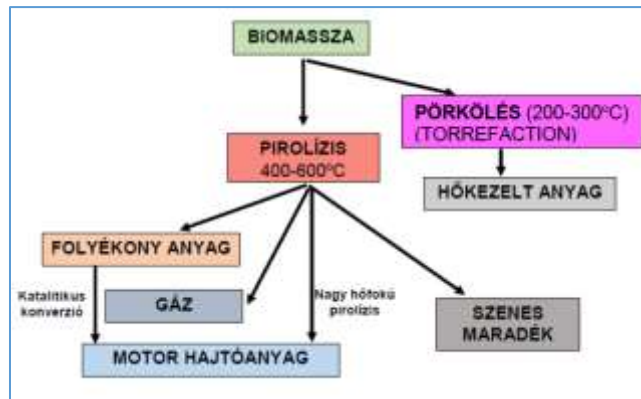 BIOMASSZA
PÖRKÖLÉS (200-300ºC)
(TORREFACTION)
PIROLÍZIS
400-600ºC
HŐKEZELT ANYAG
FOLYÉKONY ANYAG
Katalitikus
konverzió
GÁZ
Nagy hőfokú
pirolízis
SZENES
MARADÉK
MOTOR HAJTÓANYAG